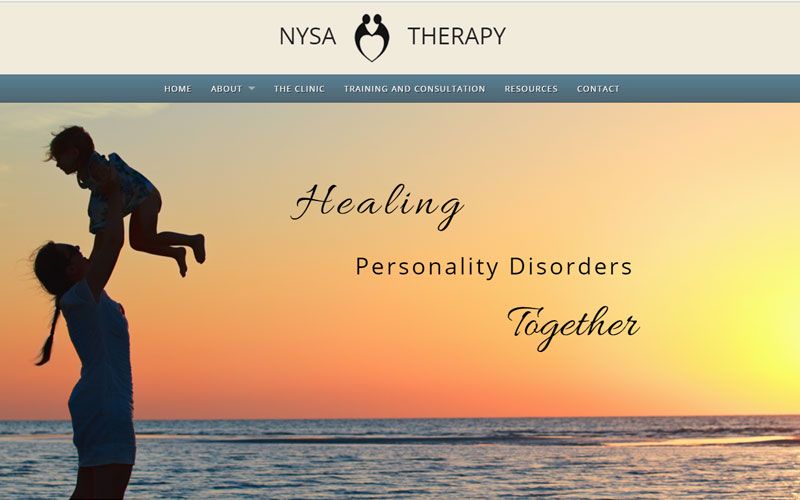 NYSA THERAPY
HOME ABOUT THE CLINIC TRAINING AND CONSULTATION RESOURCES CONTACT
Healing
Personality Disorders
Together